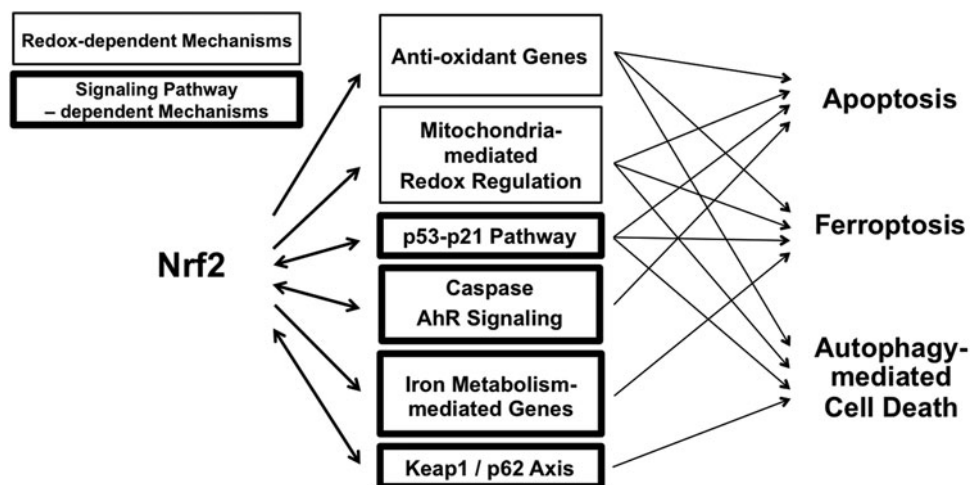 Redox-dependent Mechanisms
Signaling Pathway
– dependent Mechanisms
Nrf2
Anti-oxidant Genes
Mitochondria-
mediated
Redox Regulation
p53-p21 Pathway
Caspase
AhR Signaling
Iron Metabolism-
mediated Genes
Keap1 / p62 Axis
Apoptosis
Ferroptosis
Autophagy-
mediated
Cell Death